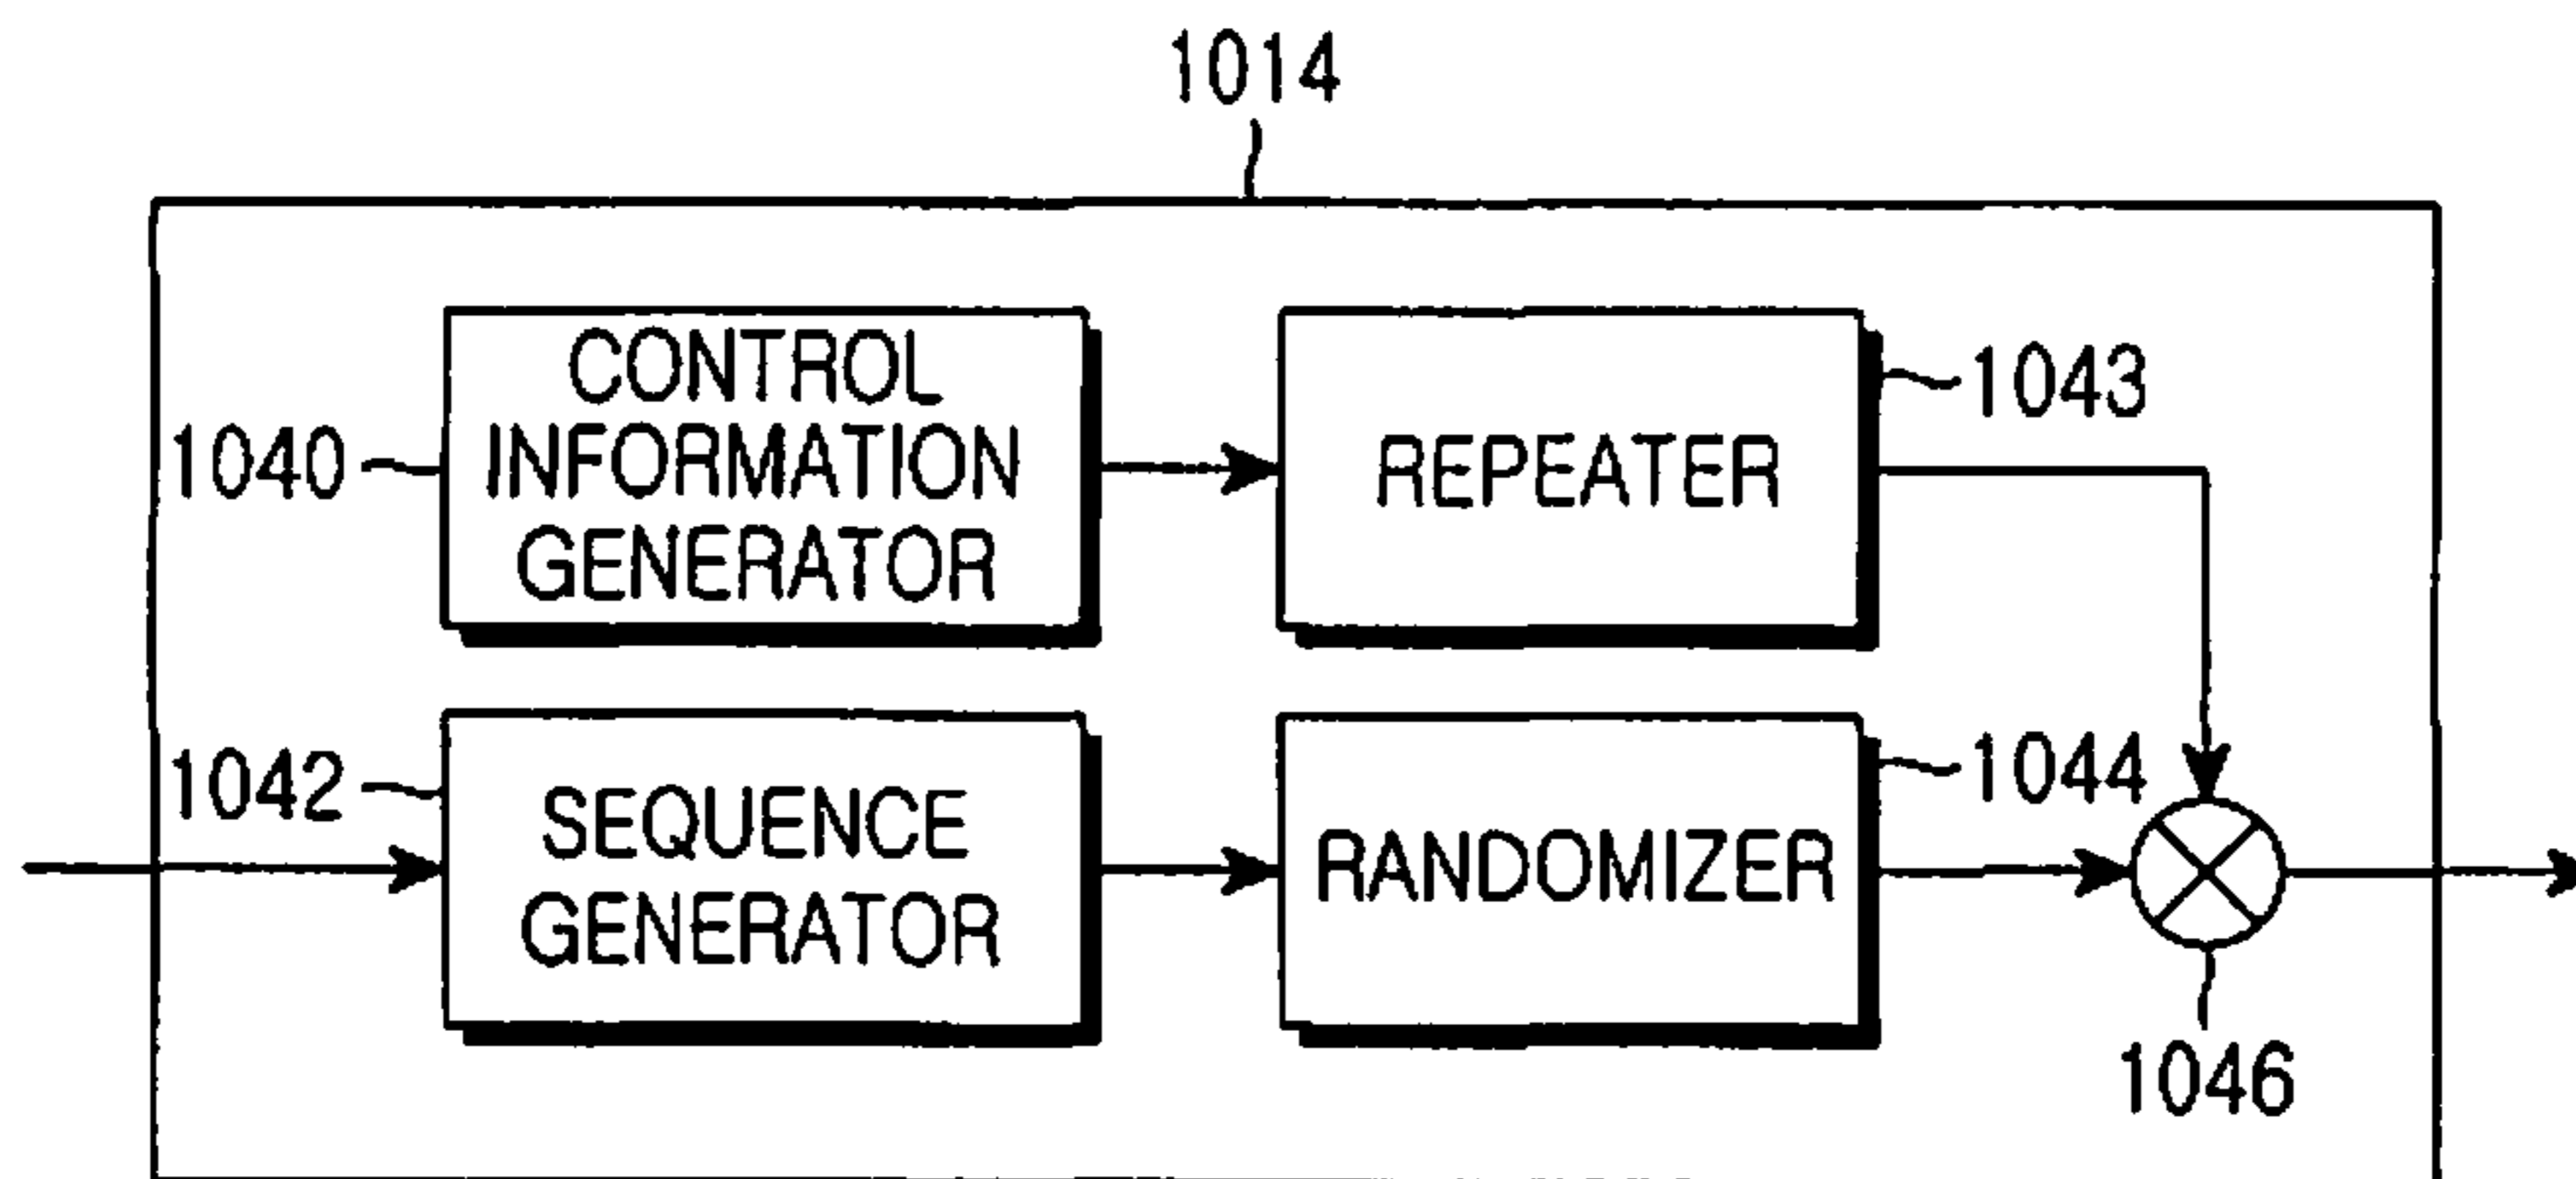 1014
CONTROL
INFORMATION
GENERATOR
1040
REPEATER
1043
SEQUENCE
GENERATOR
1042
RANDOMIZER
1044
1046